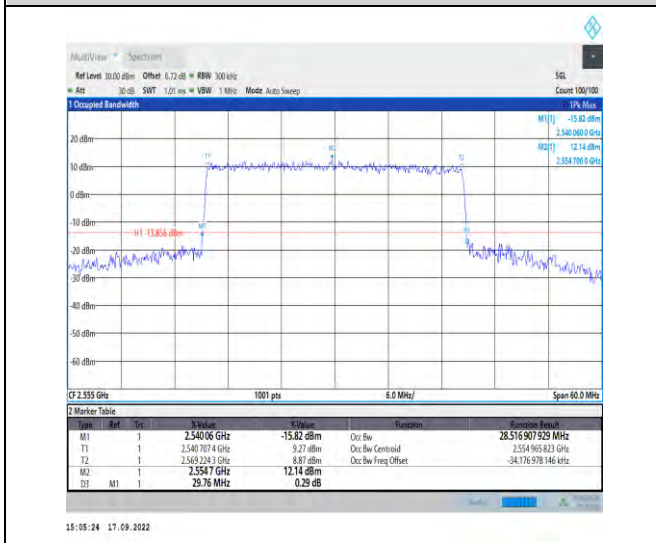 MultiView Spectrum
Ref Level 30.00 dBm Offset 6.72 dB RBW 300 kHz SGL
Att 30 dB SWT 1.01 ms VBW 1 MHz Mode Auto Sweep Count 100/100
1 Occupied Bandwidth 1Pk Max
M1[1] -15.82 dBm
2.540 060 0 GHz
M2[1] 12.14 dBm
2.554 700 0 GHz
20 dBm
T1 M2 T2
10 dBm
0 dBm
-10 dBm
H1 -13.856 dBm M1
-20 dBm
-30 dBm
-40 dBm
-50 dBm
-60 dBm
CF 2.555 GHz 1001 pts 6.0 MHz/ Span 60.0 MHz
2 Marker Table
Type Ref Trc X-Value Y-Value Function Function Result
M1 1 2.540 06 GHz -15.82 dBm Occ Bw 28.516 907 929 MHz
T1 1 2.540 707 4 GHz 9.27 dBm Occ Bw Centroid 2.554 965 823 GHz
T2 1 2.569 224 3 GHz 8.87 dBm Occ Bw Freq Offset -34.176 978 146 kHz
M2 1 2.554 7 GHz 12.14 dBm
D3 M1 1 29.76 MHz 0.29 dB
15:05:24 17.09.2022